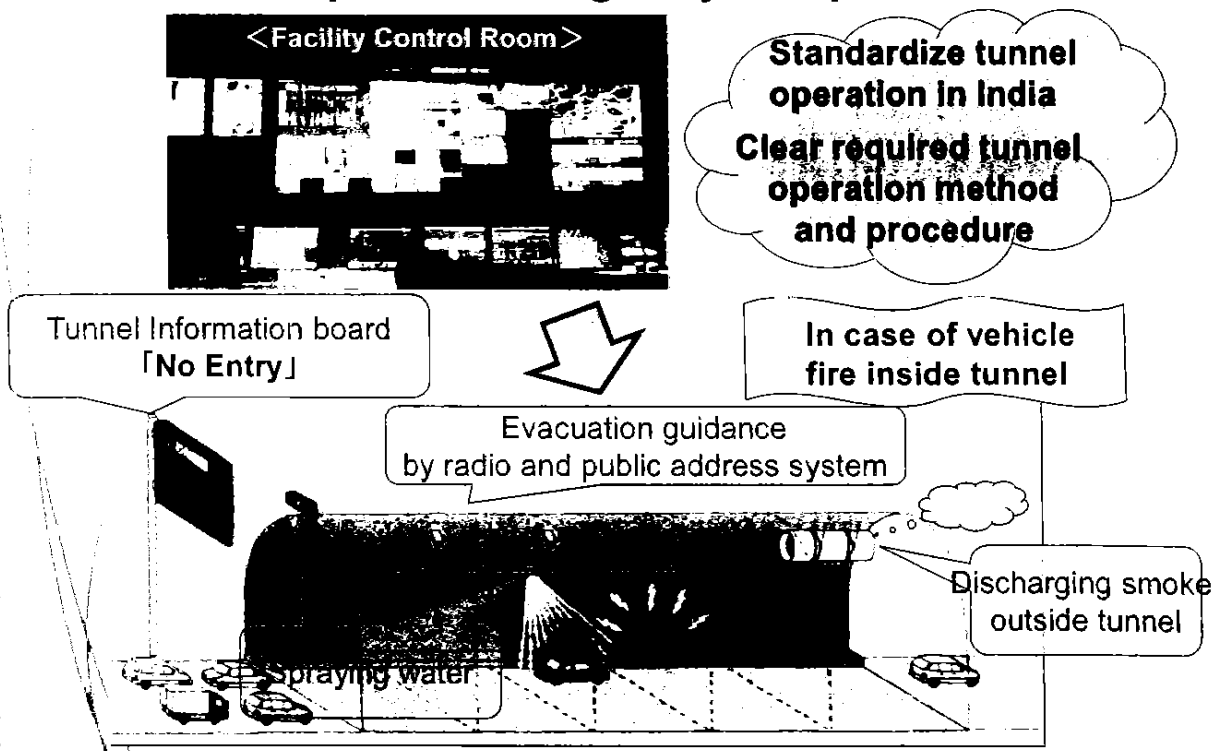 <Facility Control Room>
Standardize tunnel
operation in India
Clear required tunnel
operation method
and procedure
Tunnel Information board
「No Entry」
In case of vehicle
fire inside tunnel
Evacuation guidance
by radio and public address system
Discharging smoke
outside tunnel
Spraying water